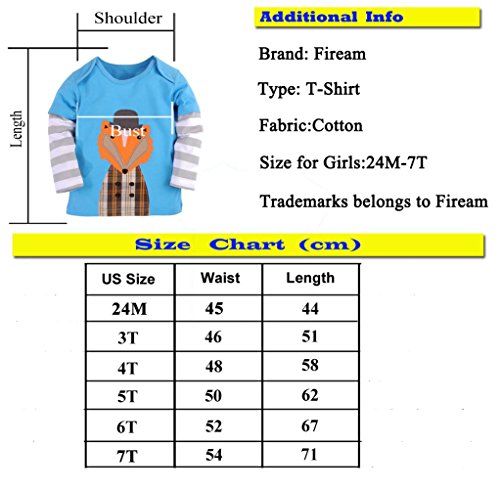 Shoulder
Length
Bust
Additional Info
Brand: Fiream
Type: T-Shirt
Fabric:Cotton
Size for Girls:24M-7T
Trademarks belongs to Fiream
Size Chart (cm)
US Size Waist Length
24M 45 44
3T 46 51
4T 48 58
5T 50 62
6T 52 67
7T 54 71